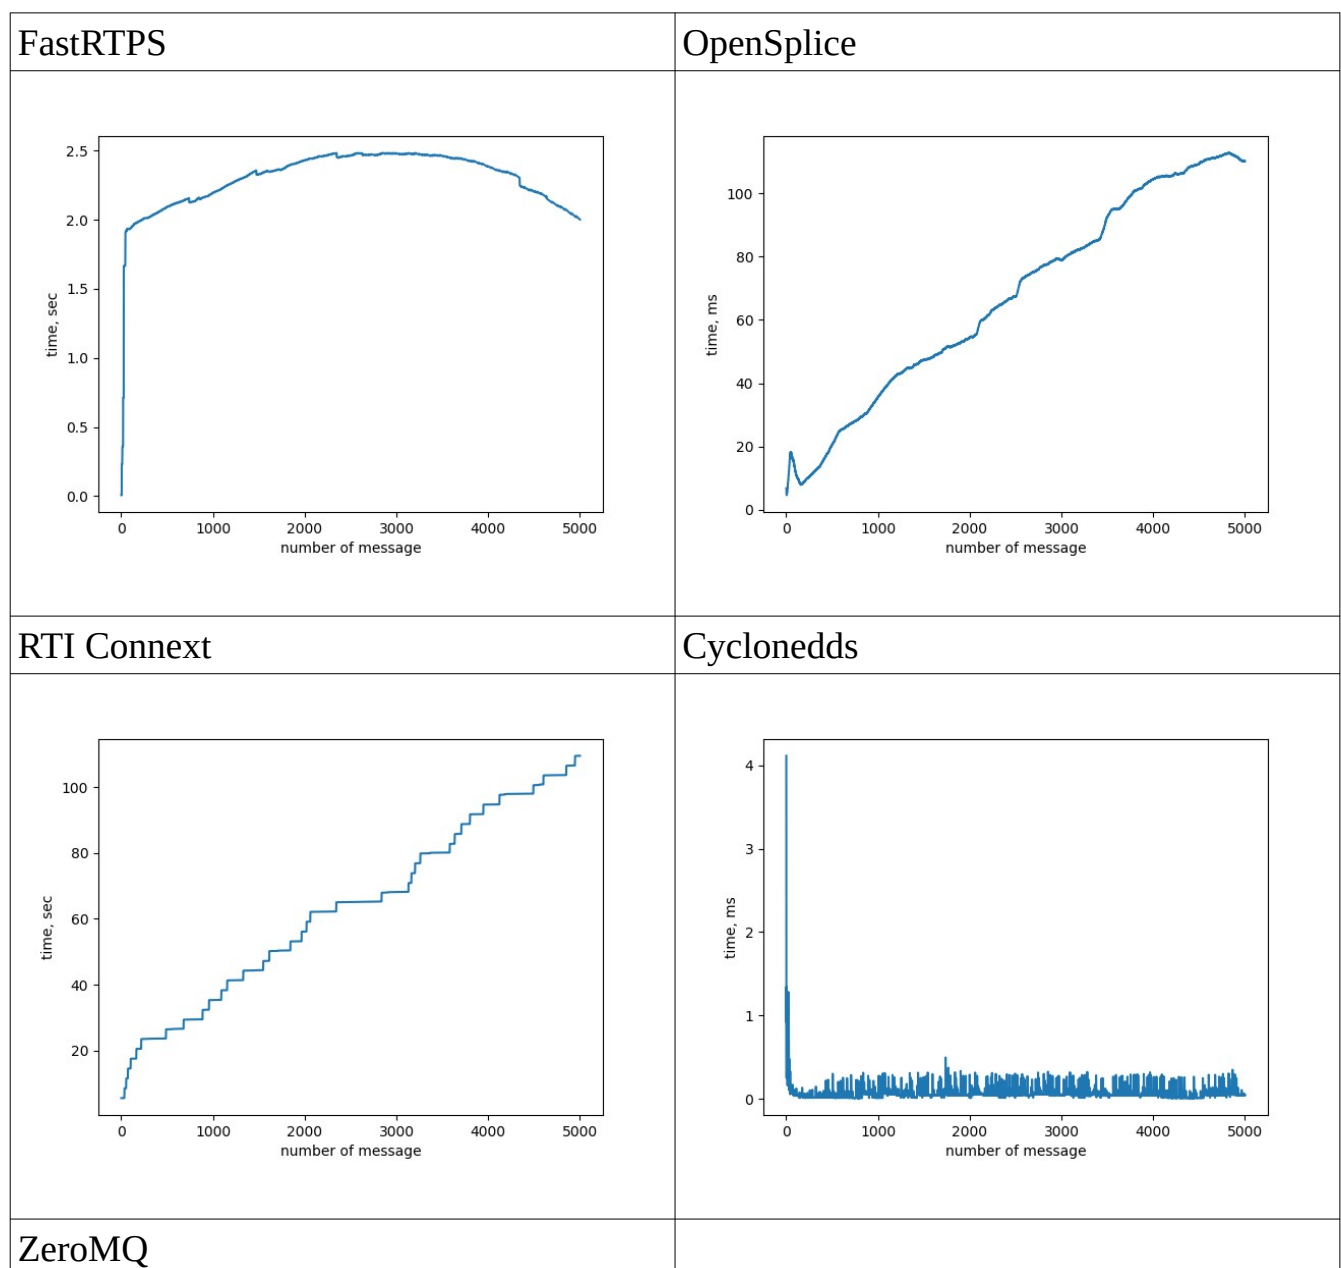 FastRTPS
OpenSplice
2.5
2.0
1.5
1.0
0.5
0.0
time, sec
0 1000 2000 3000 4000 5000
number of message
100
80
60
40
20
0
time, ms
0 1000 2000 3000 4000 5000
number of message
RTI Connext
Cyclonedds
100
80
60
40
20
time, sec
0 1000 2000 3000 4000 5000
number of message
4
3
2
1
0
time, ms
0 1000 2000 3000 4000 5000
number of message
ZeroMQ